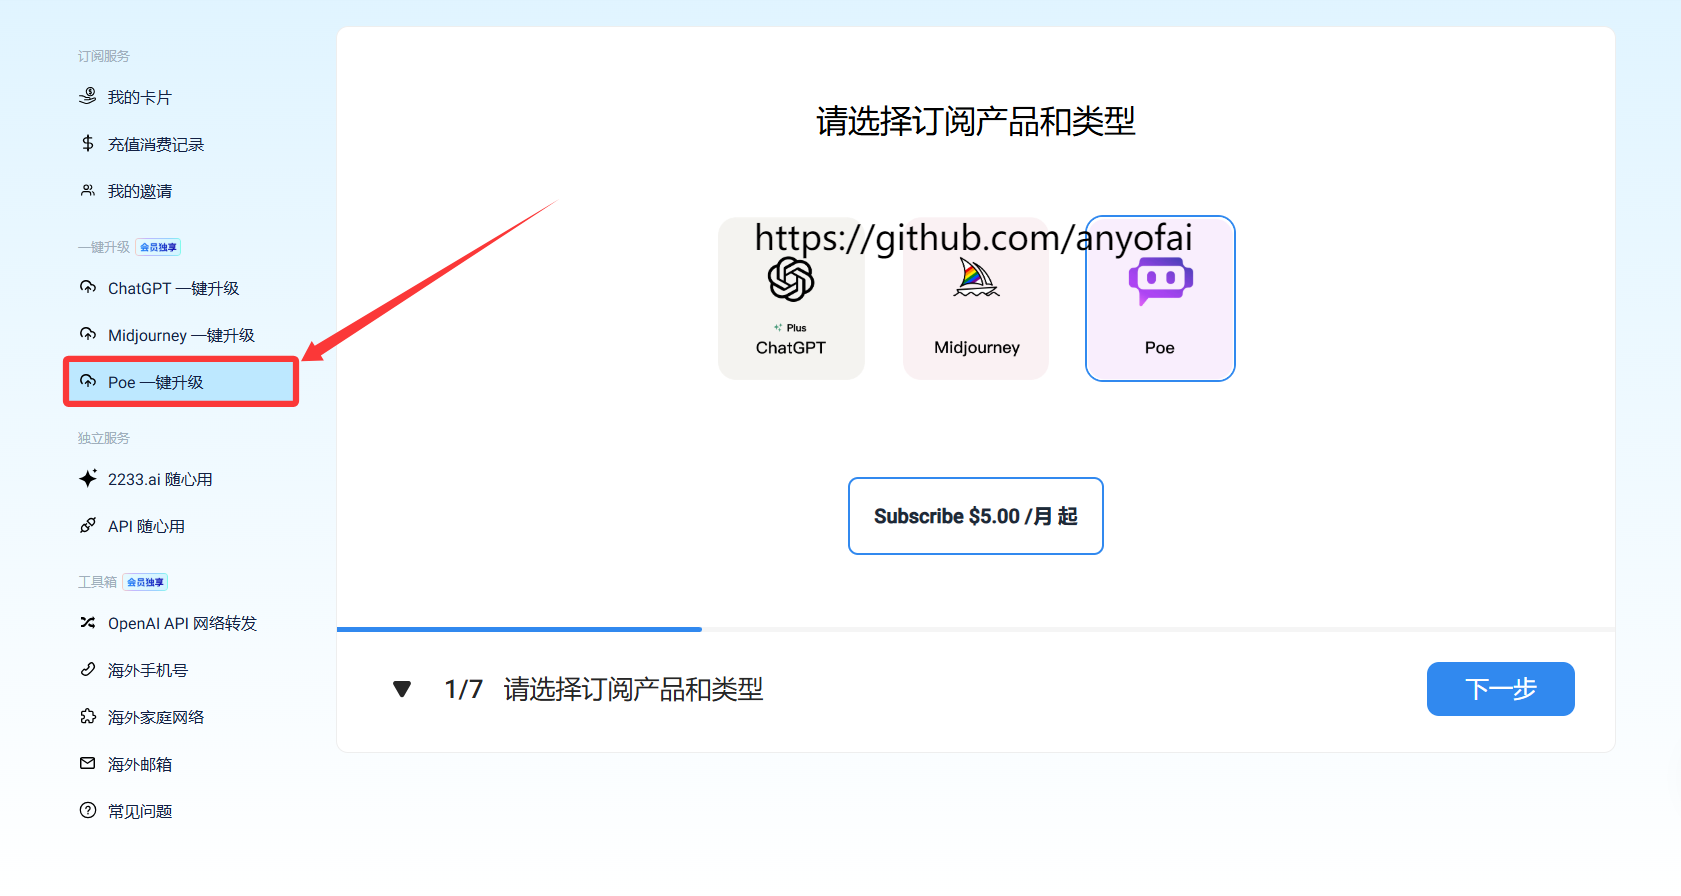 订阅服务
我的卡片
充值消费记录
我的邀请
一键升级 会员独享
ChatGPT 一键升级
Midjourney 一键升级
Poe 一键升级
独立服务
2233.ai 随心用
API 随心用
工具箱 会员独享
OpenAI API 网络转发
海外手机号
海外家庭网络
海外邮箱
常见问题
请选择订阅产品和类型
https://github.com/anyofai
Plus
ChatGPT
Midjourney
Poe
Subscribe $5.00 /月 起
1/7 请选择订阅产品和类型
下一步